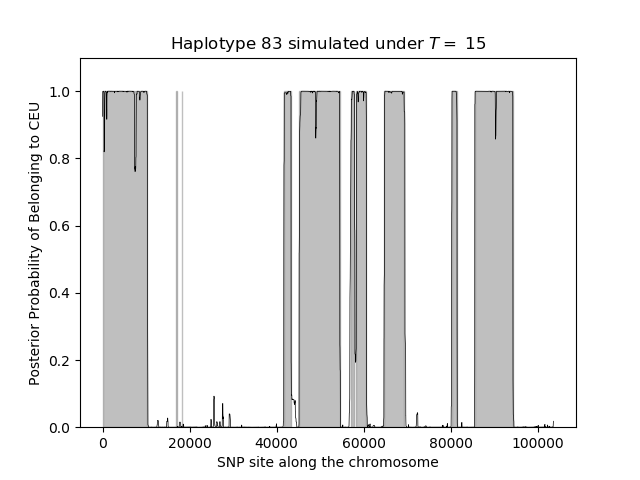 Haplotype 83 simulated under T = 15
Posterior Probability of Belonging to CEU
1.0
0.8
0.6
0.4
0.2
0.0
0 20000 40000 60000 80000 100000
SNP site along the chromosome